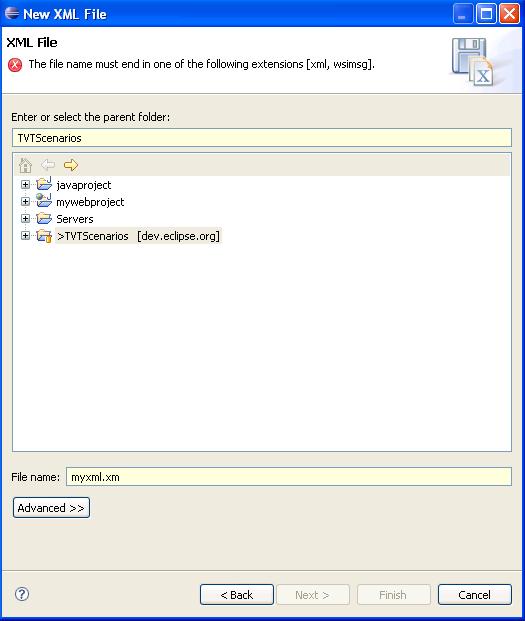 New XML File
XML File
The file name must end in one of the following extensions [xml, wsimsg].
X
Enter or select the parent folder:
TVTScenarios
javaproject
mywebproject
Servers
>TVTScenarios [dev.eclipse.org]
File name: myxml.xm
Advanced >>
? < Back Next > Finish Cancel